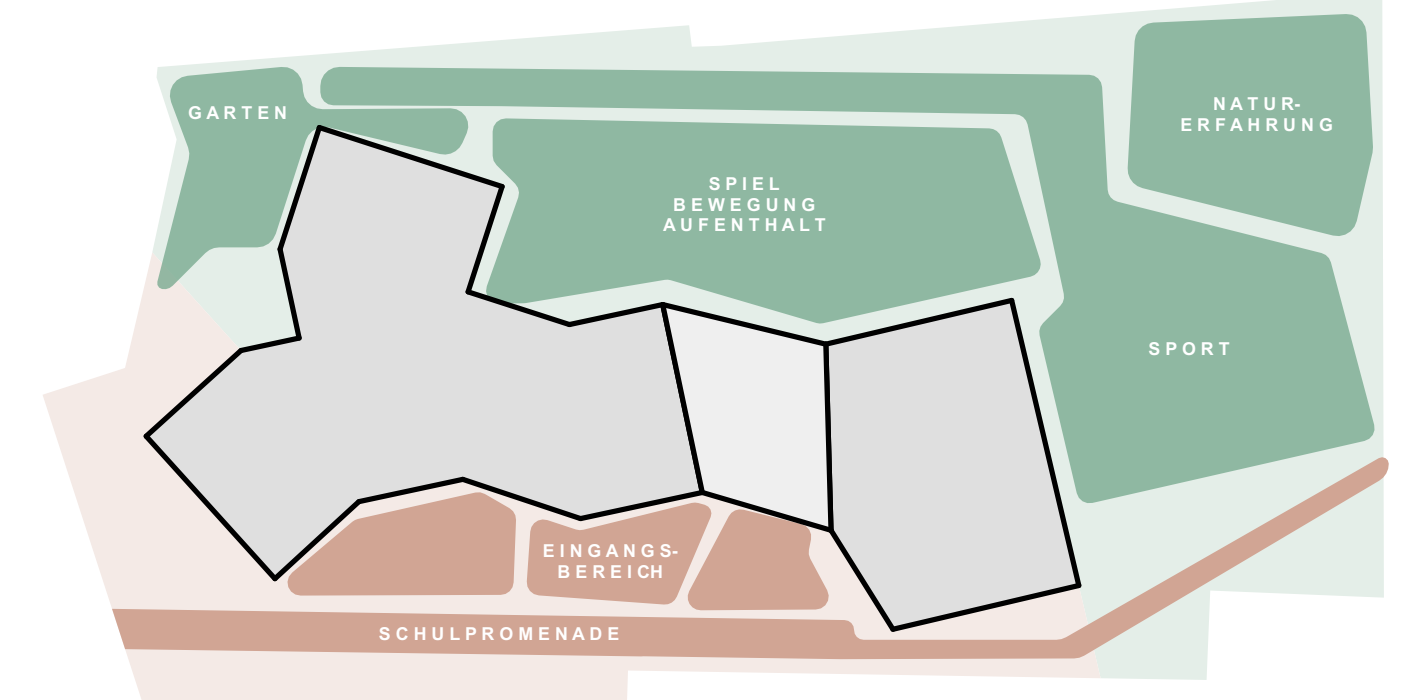 GARTEN
NATUR-
ERFAHRUNG
SPIEL
BEWEGUNG
AUFENTHALT
SPORT
EINGANGS-
BEREICH
SCHULPROMENADE